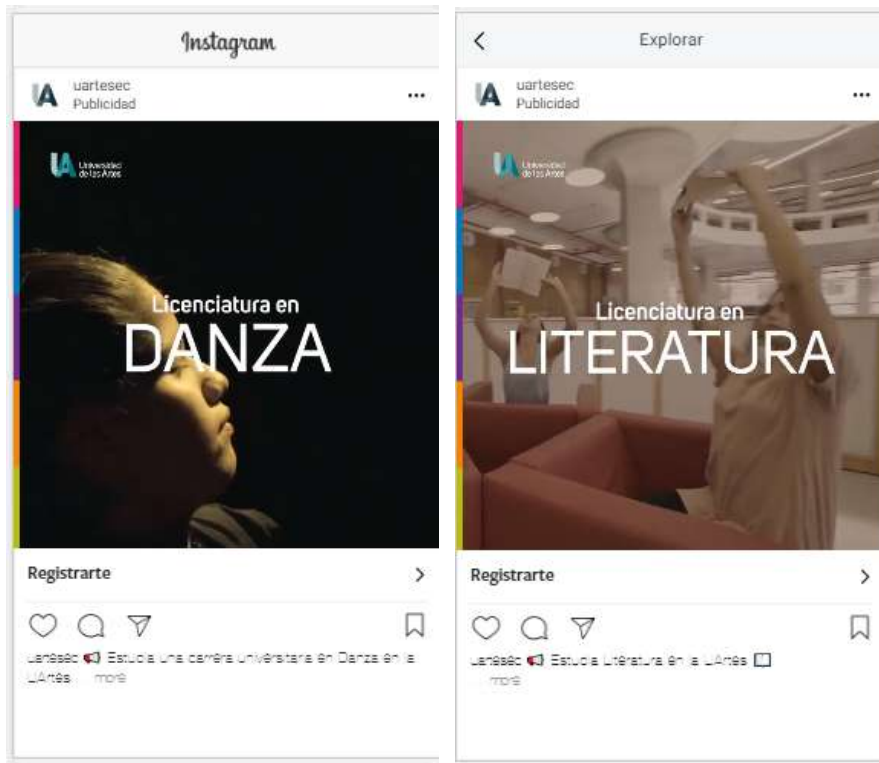 Instagram
uartesec
Publicidad
UA Universidad
de las Artes
Licenciatura en
DANZA
Registrarte
uartesec 📢 Estudia una carrera universitaria en Danza en la
UArtes ... more
Explorar
uartesec
Publicidad
UA Universidad
de las Artes
Licenciatura en
LITERATURA
Registrarte
uartesec 📢 Estudia Literatura en la UArtes 📖
... more